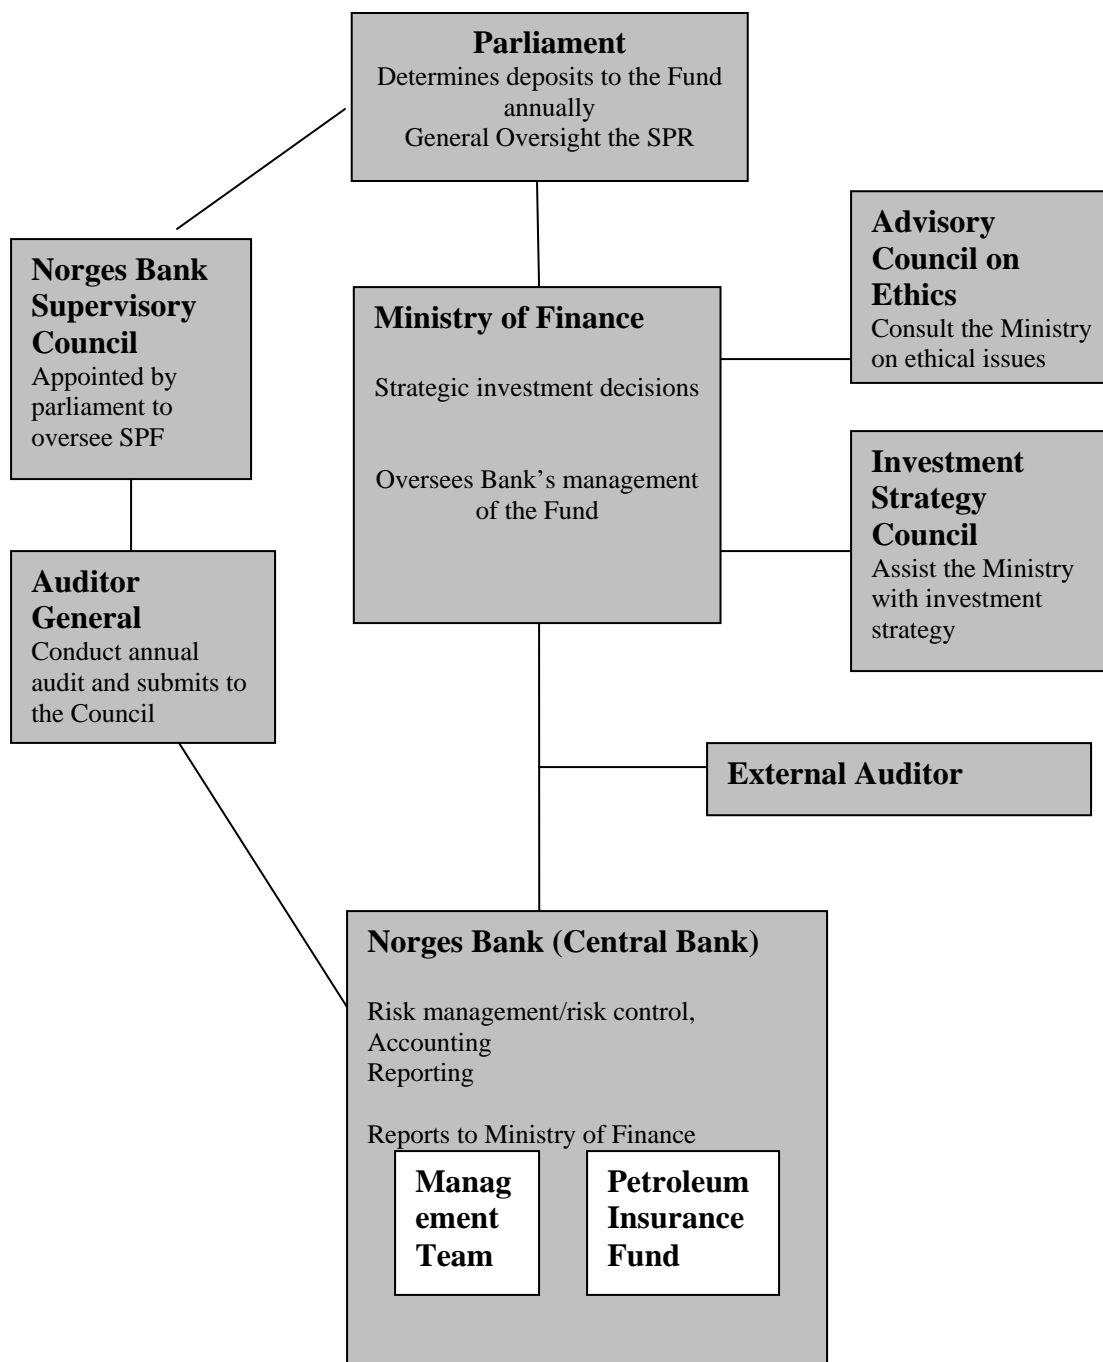 Parliament
Determines deposits to the Fund
annually
General Oversight the SPR
Norges Bank
Supervisory
Council
Appointed by
parliament to
oversee SPF
Ministry of Finance
Strategic investment decisions
Oversees Bank's management
of the Fund
Advisory
Council on
Ethics
Consult the Ministry
on ethical issues
Investment
Strategy
Council
Assist the Ministry
with investment
strategy
Auditor
General
Conduct annual
audit and submits to
the Council
External Auditor
Norges Bank (Central Bank)
Risk management/risk control,
Accounting
Reporting
Reports to Ministry of Finance
Manag
ement
Team
Petroleum
Insurance
Fund